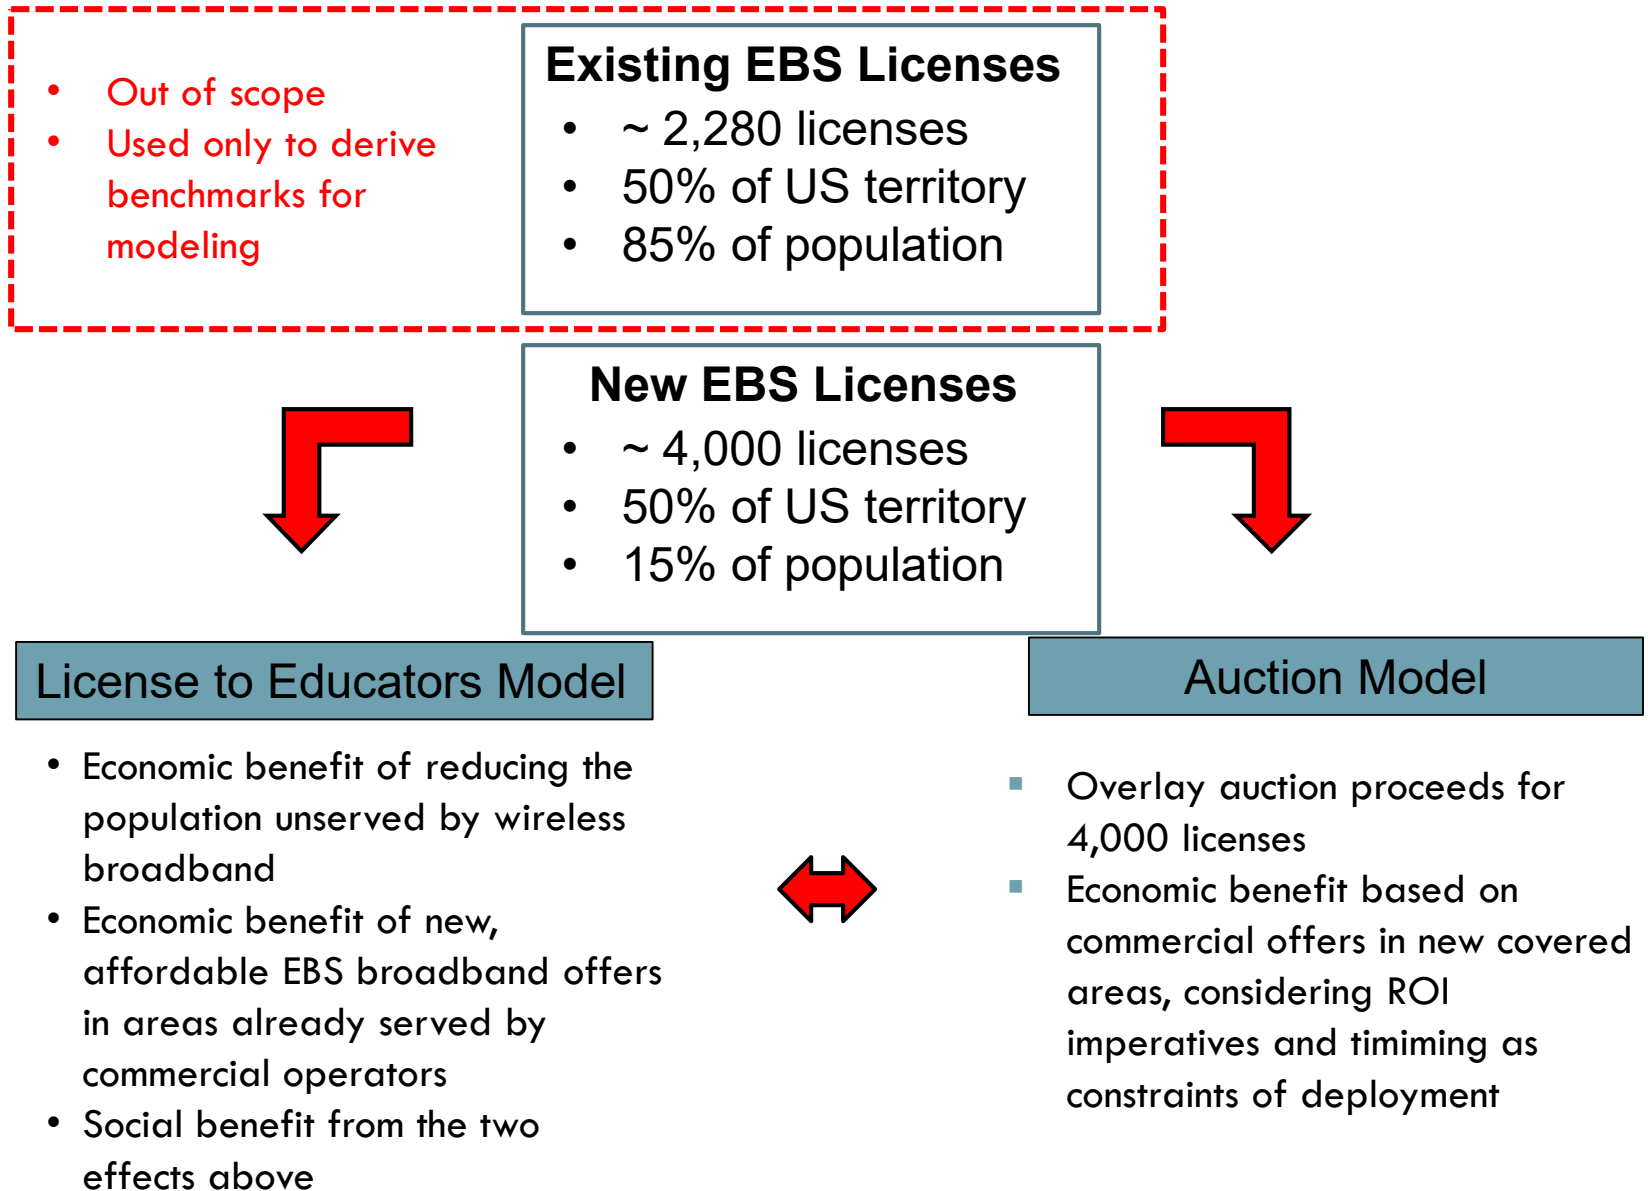 • Out of scope
• Used only to derive
benchmarks for
modeling
Existing EBS Licenses
• ~ 2,280 licenses
• 50% of US territory
• 85% of population
New EBS Licenses
• ~ 4,000 licenses
• 50% of US territory
• 15% of population
License to Educators Model
• Economic benefit of reducing the
population unserved by wireless
broadband
• Economic benefit of new,
affordable EBS broadband offers
in areas already served by
commercial operators
• Social benefit from the two
effects above
Auction Model
▪ Overlay auction proceeds for
4,000 licenses
▪ Economic benefit based on
commercial offers in new covered
areas, considering ROI
imperatives and timiming as
constraints of deployment